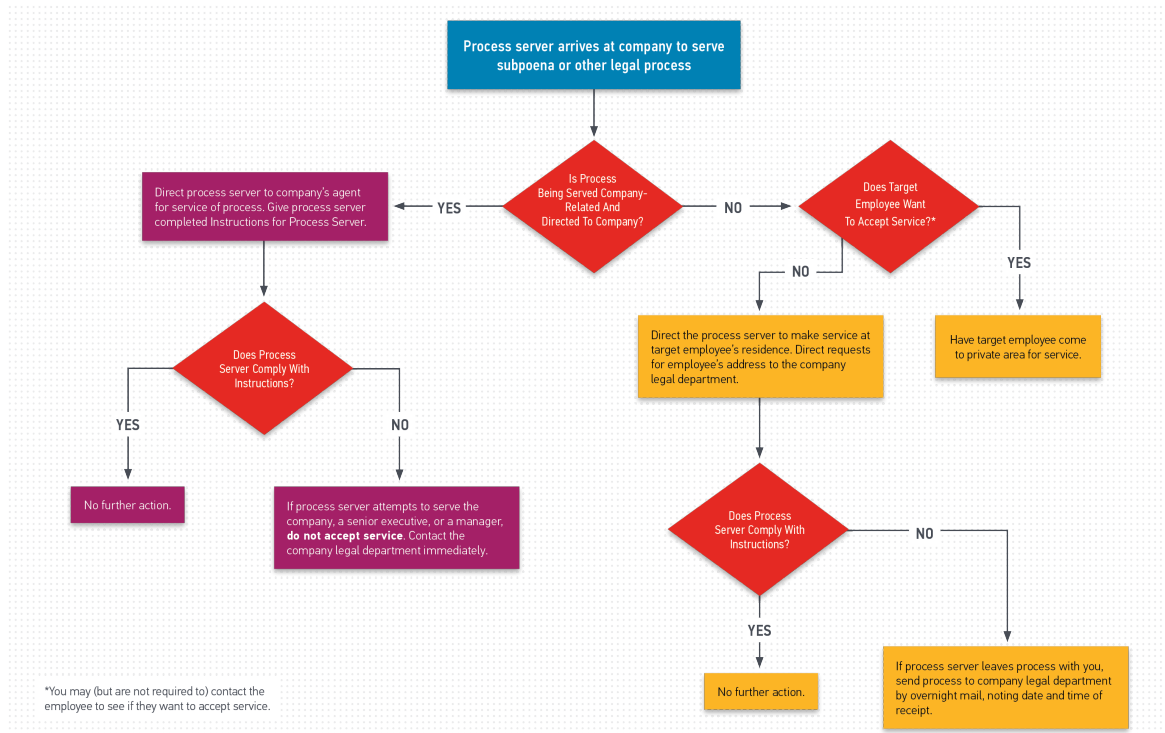 Process server arrives at company to serve
subpoena or other legal process
Is Process
Being Served Company-
Related And
Directed To Company?
YES
NO
Direct process server to company's agent
for service of process. Give process server
completed Instructions for Process Server.
Does Target
Employee Want
To Accept Service?*
NO
YES
Direct the process server to make service at
target employee's residence. Direct requests
for employee's address to the company
legal department.
Have target employee come
to private area for service.
Does Process
Server Comply With
Instructions?
YES
NO
No further action.
If process server attempts to serve the
company, a senior executive, or a manager,
do not accept service. Contact the
company legal department immediately.
Does Process
Server Comply With
Instructions?
NO
YES
No further action.
If process server leaves process with you,
send process to company legal department
by overnight mail, noting date and time of
receipt.
*You may (but are not required to) contact the
employee to see if they want to accept service.